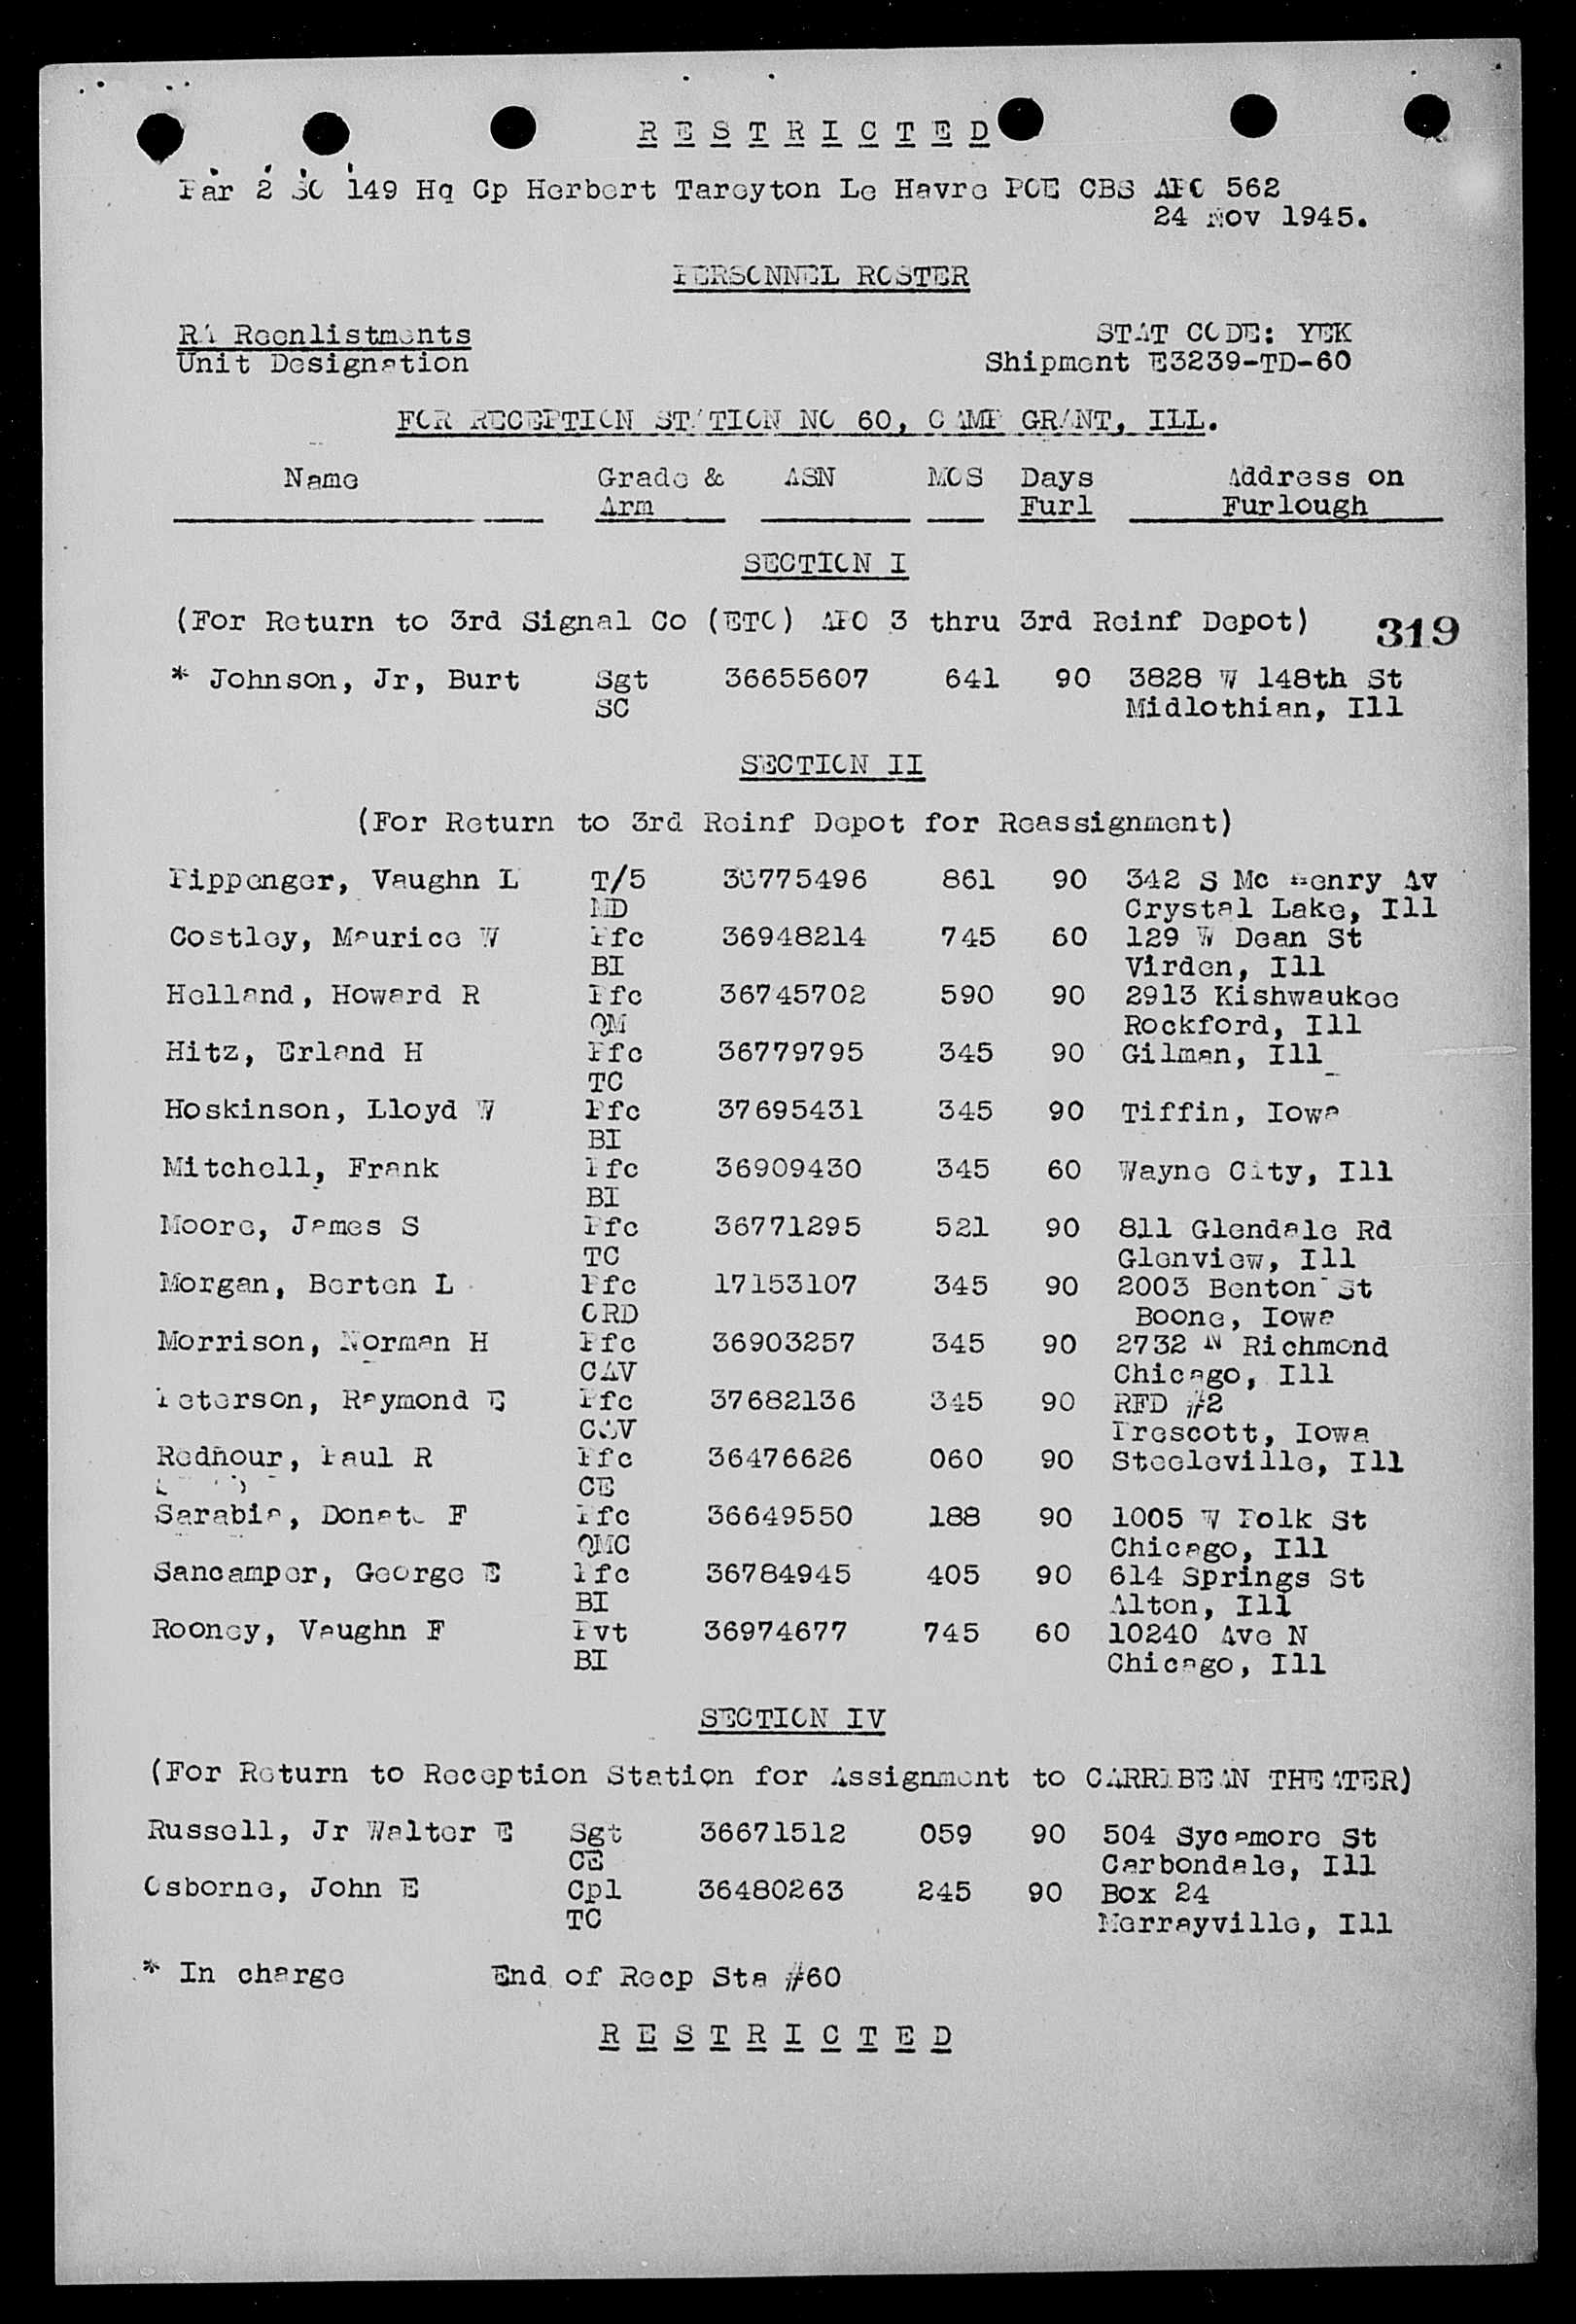 R E S T R I C T E D
Par 2 SO 149 Hq Cp Herbert Tareyton Le Havre POE CBS APO 562
24 Nov 1945.
PERSONNEL ROSTER
RA Reenlistments STAT CODE: YEK
Unit Designation Shipment E3239-TD-60
FOR RECEPTION STATION NO 60, CAMP GRANT, ILL.
Name Grade & ASN MOS Days Address on
Arm Furl Furlough
SECTION I
(For Return to 3rd Signal Co (ETO) APO 3 thru 3rd Reinf Depot) 319
* Johnson, Jr, Burt Sgt 36655607 641 90 3828 W 148th St
SC Midlothian, Ill
SECTION II
(For Return to 3rd Reinf Depot for Reassignment)
Pippenger, Vaughn L T/5 36775496 861 90 342 S Mc Henry Av
MD Crystal Lake, Ill
Costley, Maurice W Pfc 36948214 745 60 129 W Dean St
BI Virden, Ill
Helland, Howard R Pfc 36745702 590 90 2913 Kishwaukee
QM Rockford, Ill
Hitz, Erland H Pfc 36779795 345 90 Gilman, Ill
TC
Hoskinson, Lloyd W Pfc 37695431 345 90 Tiffin, Iowa
BI
Mitchell, Frank Pfc 36909430 345 60 Wayne City, Ill
BI
Moore, James S Pfc 36771295 521 90 811 Glendale Rd
TC Glenview, Ill
Morgan, Berten L Pfc 17153107 345 90 2003 Benton St
ORD Boone, Iowa
Morrison, Norman H Pfc 36903257 345 90 2732 N Richmond
CAV Chicago, Ill
Peterson, Raymond E Pfc 37682136 345 90 RFD #2
CAV Prescott, Iowa
Rednour, Paul R Pfc 36476626 060 90 Steeleville, Ill
CE
Sarabia, Donato F Pfc 36649550 188 90 1005 W Polk St
QMC Chicago, Ill
Sancamper, George E Pfc 36784945 405 90 614 Springs St
BI Alton, Ill
Rooney, Vaughn F Pvt 36974677 745 60 10240 Ave N
BI Chicago, Ill
SECTION IV
(For Return to Reception Station for Assignment to CARRIBEAN THEATER)
Russell, Jr Walter E Sgt 36671512 059 90 504 Sycamore St
CE Carbondale, Ill
Osborne, John E Cpl 36480263 245 90 Box 24
TC Merrayville, Ill
* In charge End of Recp Sta #60
R E S T R I C T E D